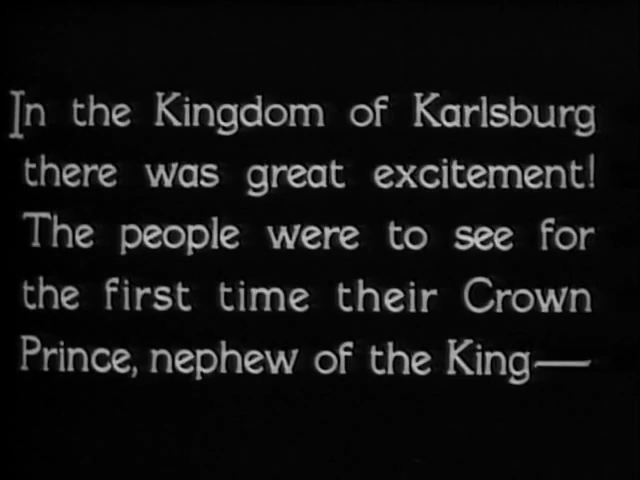 In the Kingdom of Karlsburg
there was great excitement!
The people were to see for
the first time their Crown
Prince, nephew of the King—